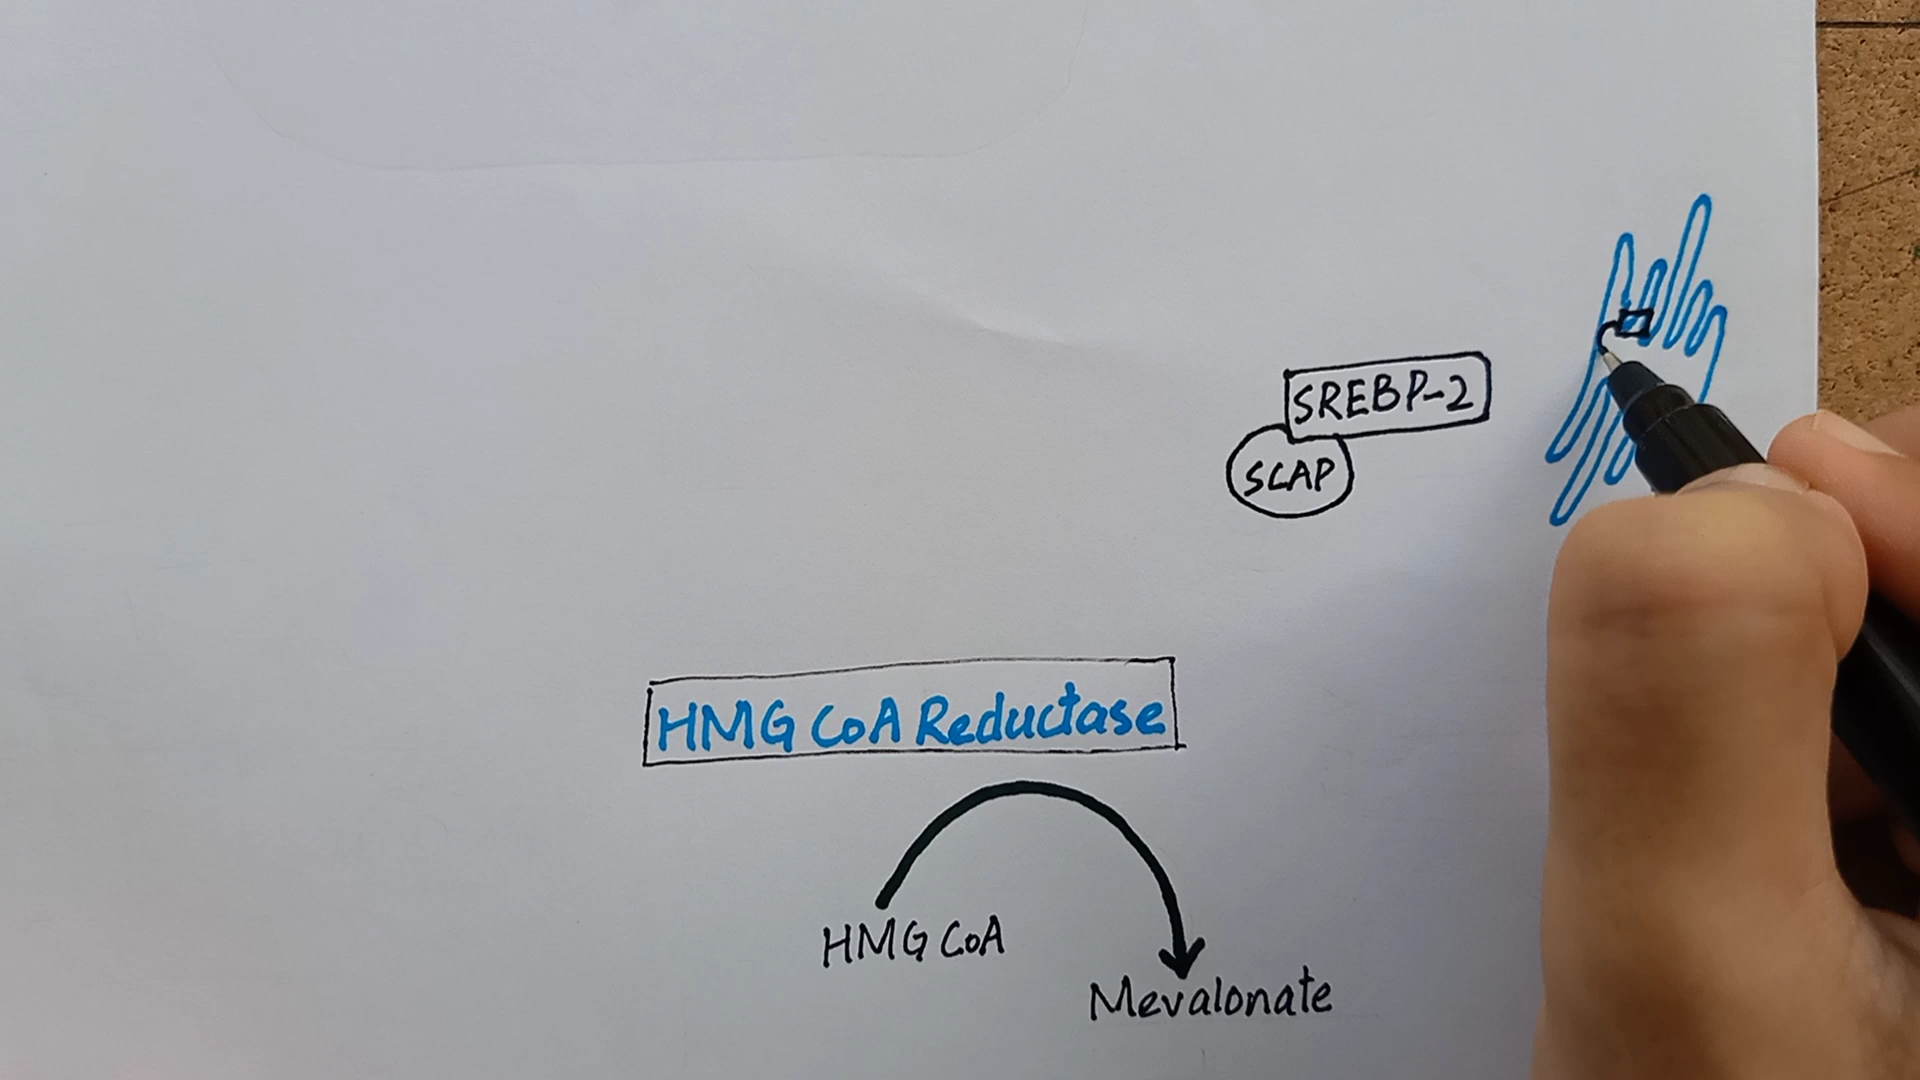 SREBP-2
SCAP
HMG CoA Reductase
HMG CoA
Mevalonate